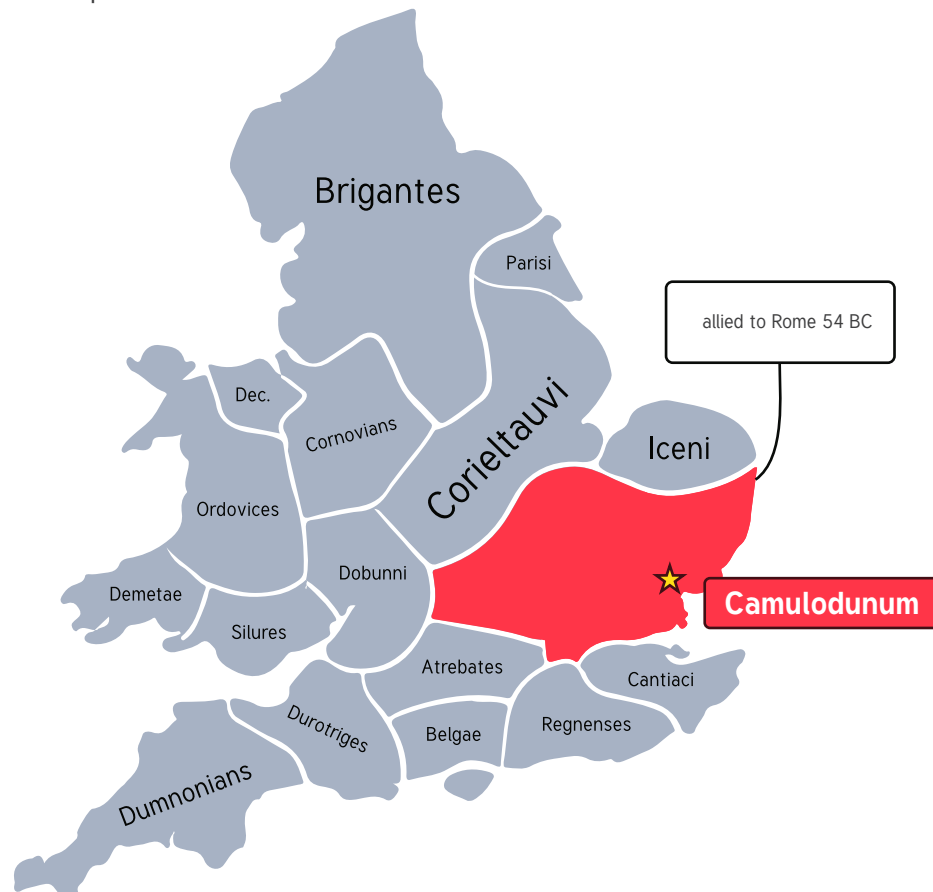 Brigantes
Parisi
allied to Rome 54 BC
Dec.
Cornovians
Corieltauvi
Iceni
Ordovices
Dobunni
Demetae
Camulodunum
Silures
Atrebates
Cantiaci
Durotriges
Belgae
Regnenses
Dumnonians